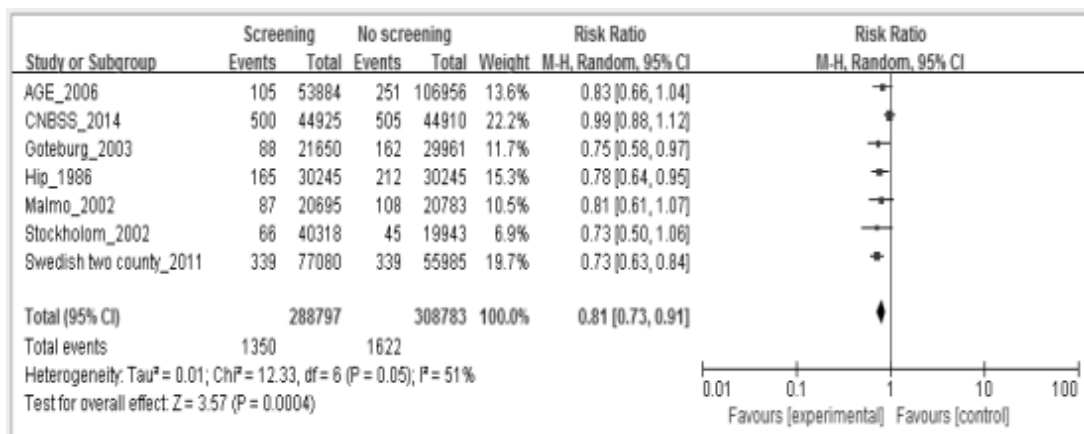 Screening No screening Risk Ratio Risk Ratio
Study or Subgroup Events Total Events Total Weight M-H, Random, 95% CI M-H, Random, 95% CI
AGE_2006 105 53884 251 106956 13.6% 0.83 [0.66, 1.04]
CNBSS_2014 500 44925 505 44910 22.2% 0.99 [0.88, 1.12]
Goteburg_2003 88 21650 162 29961 11.7% 0.75 [0.58, 0.97]
Hip_1986 165 30245 212 30245 15.3% 0.78 [0.64, 0.95]
Malmo_2002 87 20695 108 20783 10.5% 0.81 [0.61, 1.07]
Stockholom_2002 66 40318 45 19943 6.9% 0.73 [0.50, 1.06]
Swedish two county_2011 339 77080 339 55985 19.7% 0.73 [0.63, 0.84]
Total (95% CI) 288797 308783 100.0% 0.81 [0.73, 0.91]
Total events 1350 1622
Heterogeneity: Tau² = 0.01; Chi² = 12.33, df = 6 (P = 0.05); I² = 51%
Test for overall effect: Z = 3.57 (P = 0.0004)
0.01 0.1 1 10 100
Favours [experimental] Favours [control]